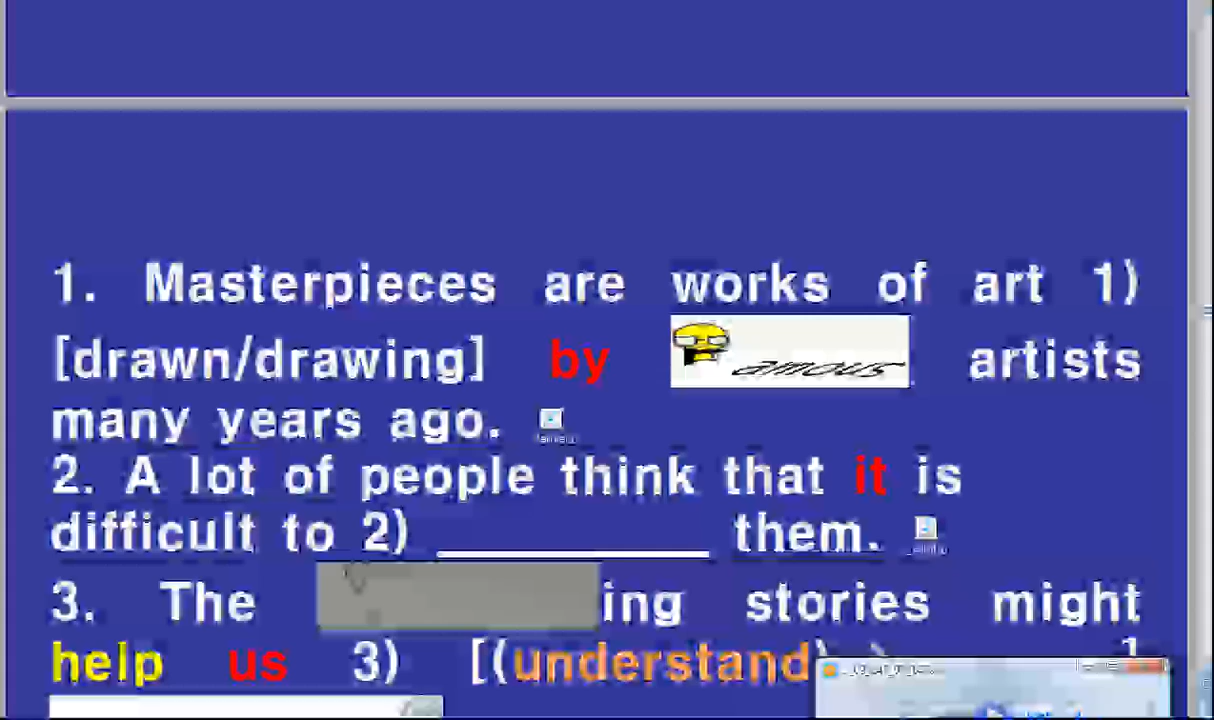 1. Masterpieces are works of art 1)
[drawn/drawing] by amous artists
many years ago.
2. A lot of people think that it is
difficult to 2) __________ them.
3. The ing stories might
help us 3) [(understand)